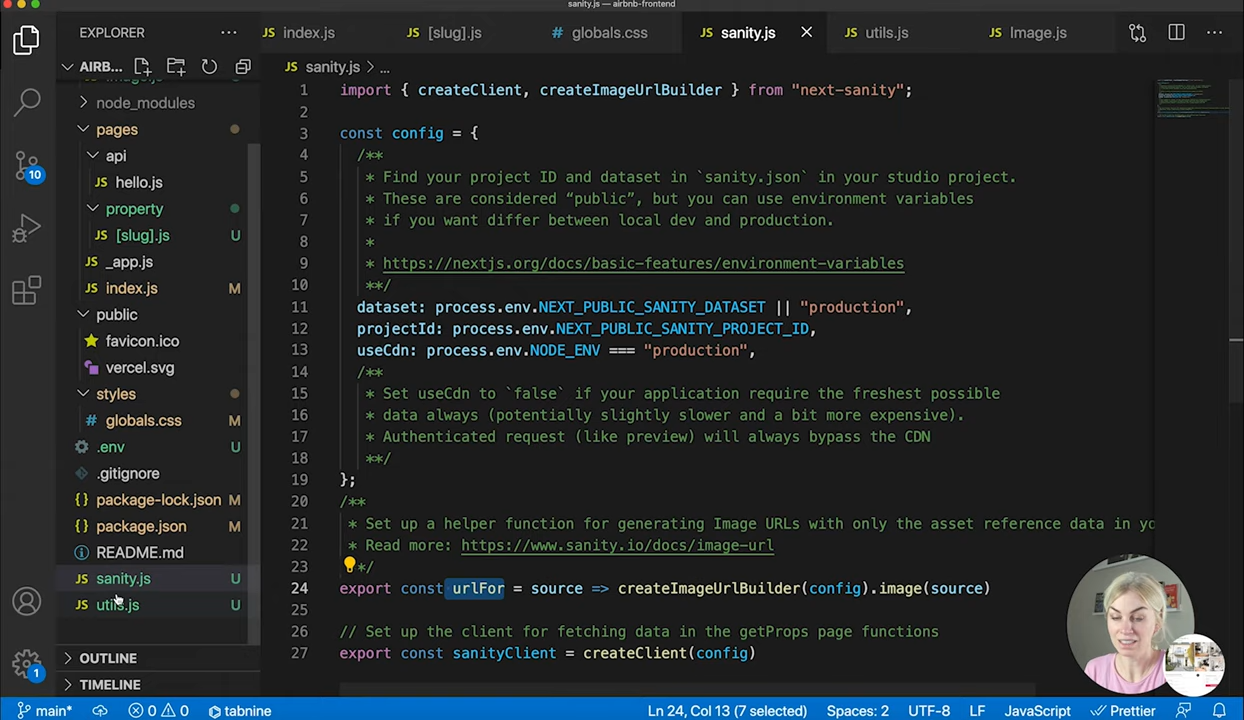 sanity.js — airbnb-frontend
EXPLORER
index.js
[slug].js
globals.css
sanity.js
utils.js
Image.js
AIRB...
sanity.js > ...
node_modules
pages
api
hello.js
property
[slug].js U
_app.js
index.js M
public
favicon.ico
vercel.svg
styles
globals.css M
.env U
.gitignore
package-lock.json M
package.json M
README.md
sanity.js U
utils.js U
OUTLINE
TIMELINE
10
1
1 import { createClient, createImageUrlBuilder } from "next-sanity";
2
3 const config = {
4 /**
5 * Find your project ID and dataset in `sanity.json` in your studio project.
6 * These are considered “public”, but you can use environment variables
7 * if you want differ between local dev and production.
8 *
9 * https://nextjs.org/docs/basic-features/environment-variables
10 **/
11 dataset: process.env.NEXT_PUBLIC_SANITY_DATASET || "production",
12 projectId: process.env.NEXT_PUBLIC_SANITY_PROJECT_ID,
13 useCdn: process.env.NODE_ENV === "production",
14 /**
15 * Set useCdn to `false` if your application require the freshest possible
16 * data always (potentially slightly slower and a bit more expensive).
17 * Authenticated request (like preview) will always bypass the CDN
18 **/
19 };
20 /**
21 * Set up a helper function for generating Image URLs with only the asset reference data in yo
22 * Read more: https://www.sanity.io/docs/image-url
23 */
24 export const urlFor = source => createImageUrlBuilder(config).image(source)
25
26 // Set up the client for fetching data in the getProps page functions
27 export const sanityClient = createClient(config)
main* 0 0 tabnine Ln 24, Col 13 (7 selected) Spaces: 2 UTF-8 LF JavaScript Prettier